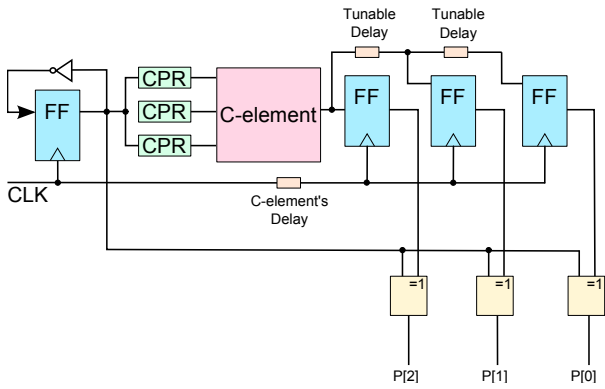 Tunable
Delay
Tunable
Delay
CPR
CPR
CPR
C-element
FF
FF
FF
FF
CLK
C-element's
Delay
=1
=1
=1
P[2]
P[1]
P[0]